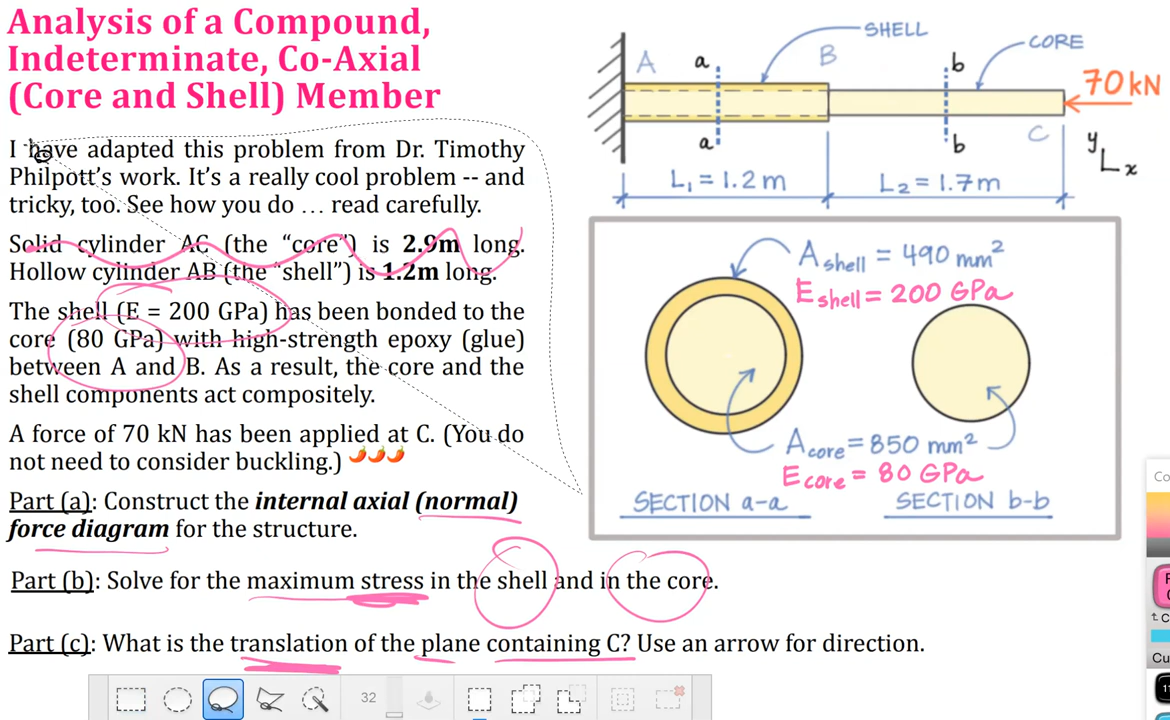 Analysis of a Compound,
Indeterminate, Co-Axial
(Core and Shell) Member
I have adapted this problem from Dr. Timothy
Philpott's work. It's a really cool problem -- and
tricky, too. See how you do ... read carefully.
Solid cylinder AC (the "core") is 2.9m long.
Hollow cylinder AB (the "shell") is 1.2m long.
The shell (E = 200 GPa) has been bonded to the
core (80 GPa) with high-strength epoxy (glue)
between A and B. As a result, the core and the
shell components act compositely.
A force of 70 kN has been applied at C. (You do
not need to consider buckling.) 🌶️🌶️🌶️
Part (a): Construct the internal axial (normal)
force diagram for the structure.
Part (b): Solve for the maximum stress in the shell and in the core.
Part (c): What is the translation of the plane containing C? Use an arrow for direction.
SHELL
CORE
A a B b
70 kN
a b C
y
x
L₁ = 1.2 m L₂ = 1.7 m
A shell = 490 mm²
E shell = 200 GPa
A core = 850 mm²
E core = 80 GPa
SECTION a-a SECTION b-b
32
Co
Cu